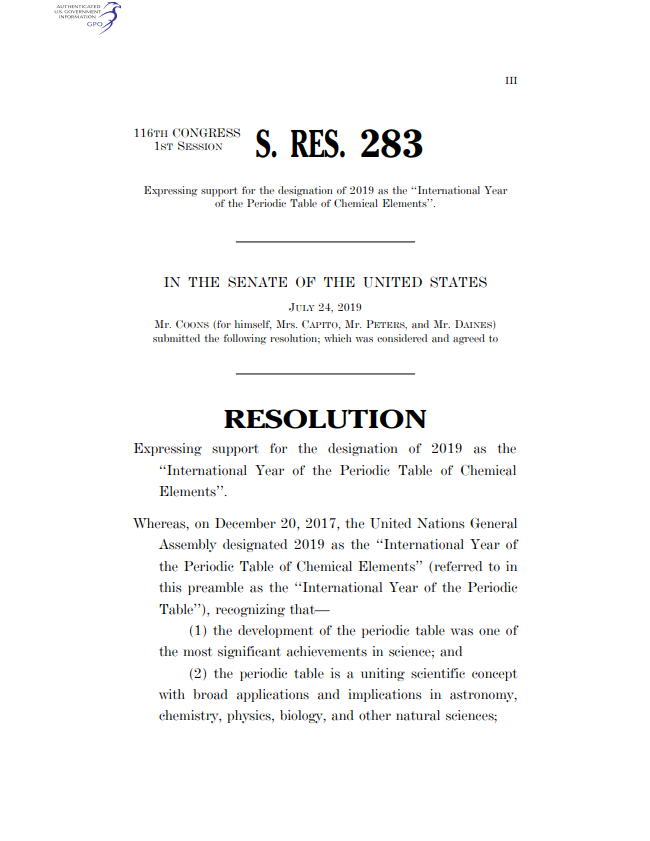 AUTHENTICATED
U.S. GOVERNMENT
INFORMATION
GPO
III
116TH CONGRESS
1ST SESSION
S. RES. 283
Expressing support for the designation of 2019 as the ‘‘International Year
of the Periodic Table of Chemical Elements’’.
IN THE SENATE OF THE UNITED STATES
JULY 24, 2019
Mr. COONS (for himself, Mrs. CAPITO, Mr. PETERS, and Mr. DAINES)
submitted the following resolution; which was considered and agreed to
RESOLUTION
Expressing support for the designation of 2019 as the
‘‘International Year of the Periodic Table of Chemical
Elements’’.
Whereas, on December 20, 2017, the United Nations General
Assembly designated 2019 as the ‘‘International Year of
the Periodic Table of Chemical Elements’’ (referred to in
this preamble as the ‘‘International Year of the Periodic
Table’’), recognizing that—
(1) the development of the periodic table was one of
the most significant achievements in science; and
(2) the periodic table is a uniting scientific concept
with broad applications and implications in astronomy,
chemistry, physics, biology, and other natural sciences;